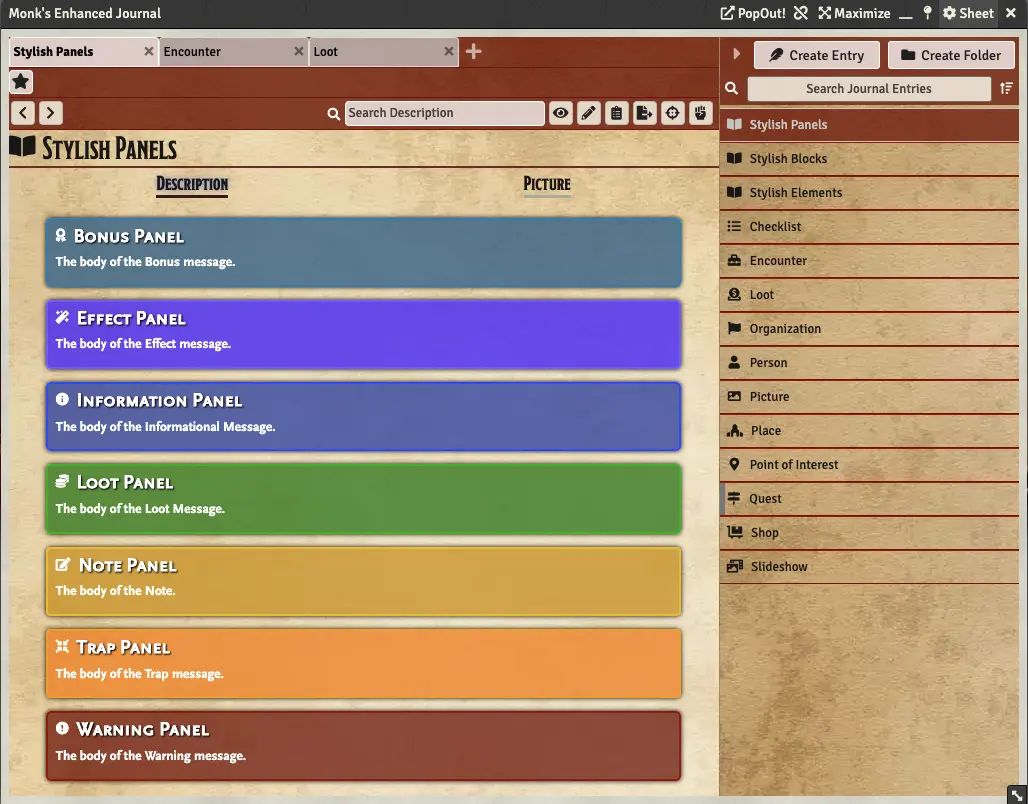 Monk's Enhanced Journal
PopOut!
Maximize
Sheet
Stylish Panels
Encounter
Loot
Create Entry
Create Folder
Search Journal Entries
Search Description
Stylish Panels
Description
Picture
Bonus Panel
The body of the Bonus message.
Effect Panel
The body of the Effect message.
Information Panel
The body of the Informational Message.
Loot Panel
The body of the Loot Message.
Note Panel
The body of the Note.
Trap Panel
The body of the Trap message.
Warning Panel
The body of the Warning message.
Stylish Panels
Stylish Blocks
Stylish Elements
Checklist
Encounter
Loot
Organization
Person
Picture
Place
Point of Interest
Quest
Shop
Slideshow